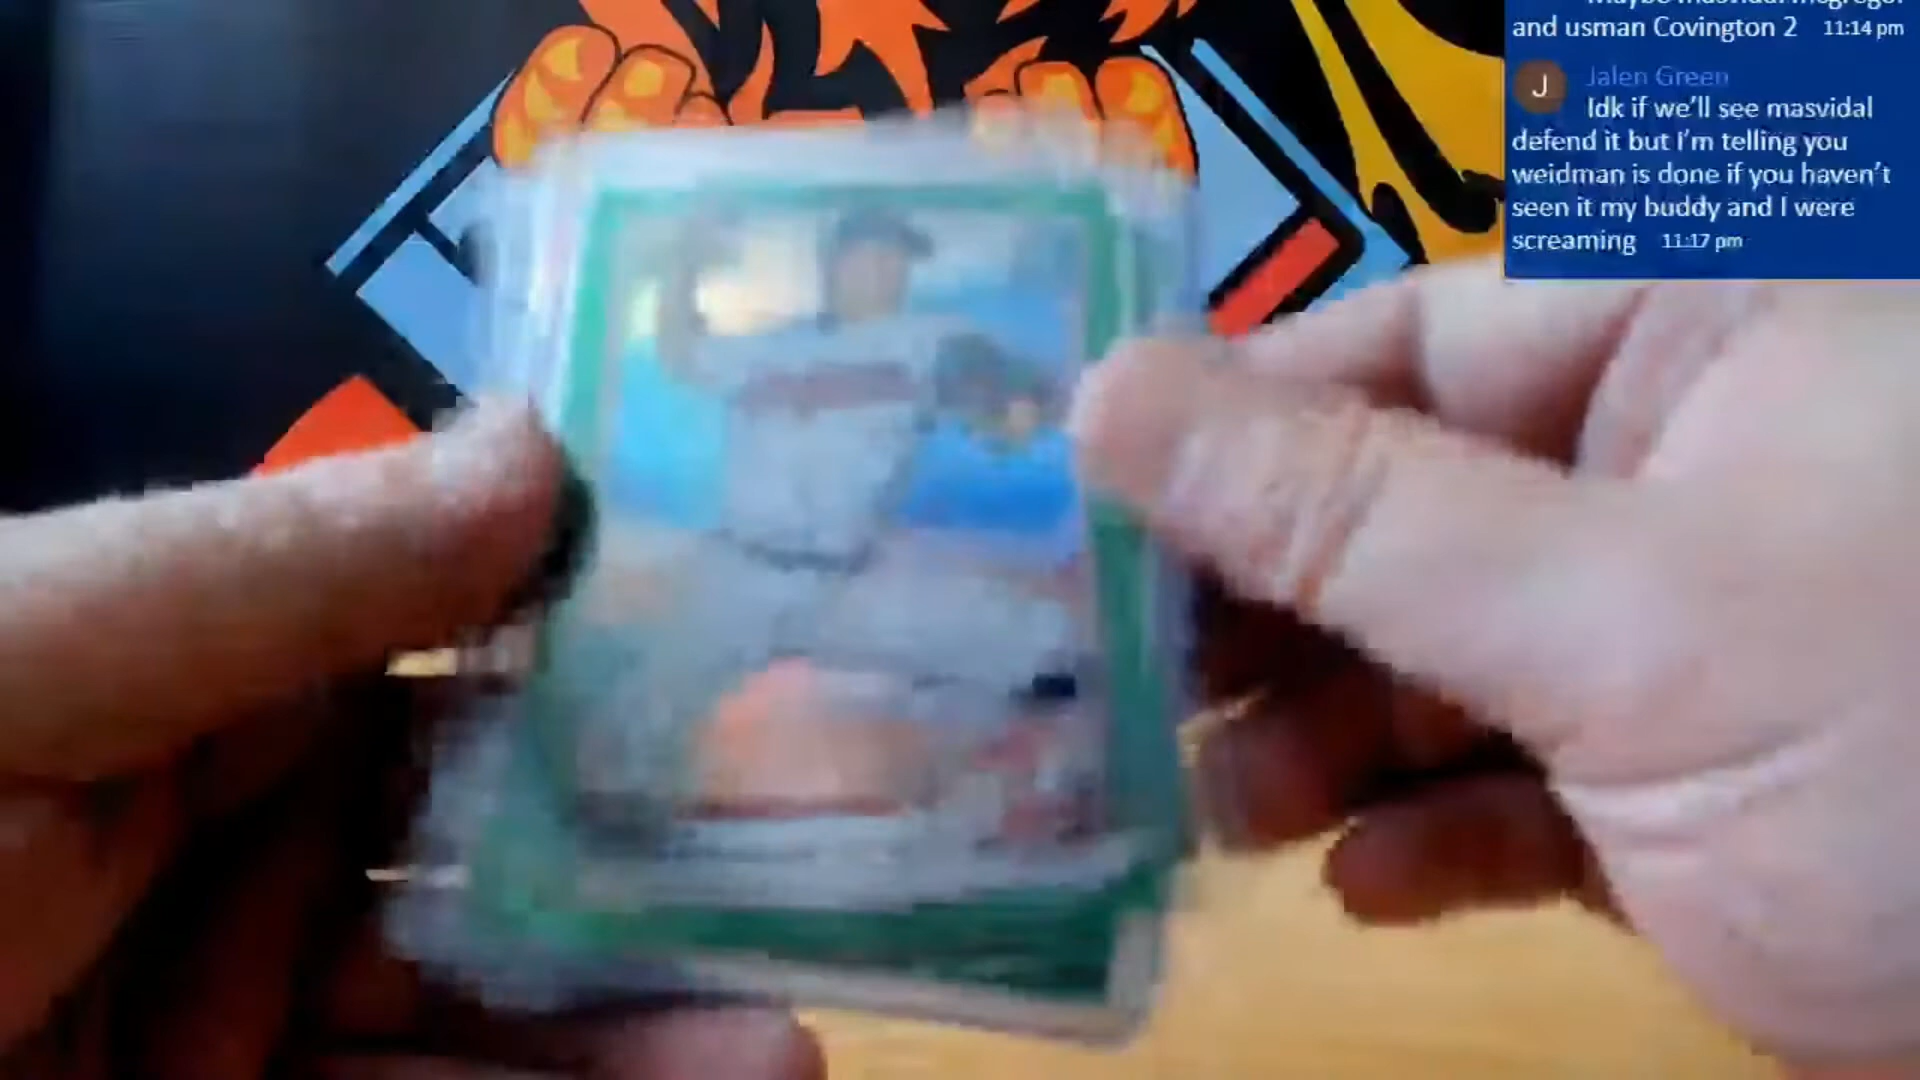 and usman Covington 2 11:14 pm
J Jalen Green
Idk if we'll see masvidal
defend it but I'm telling you
weidman is done if you haven't
seen it my buddy and I were
screaming 11:17 pm